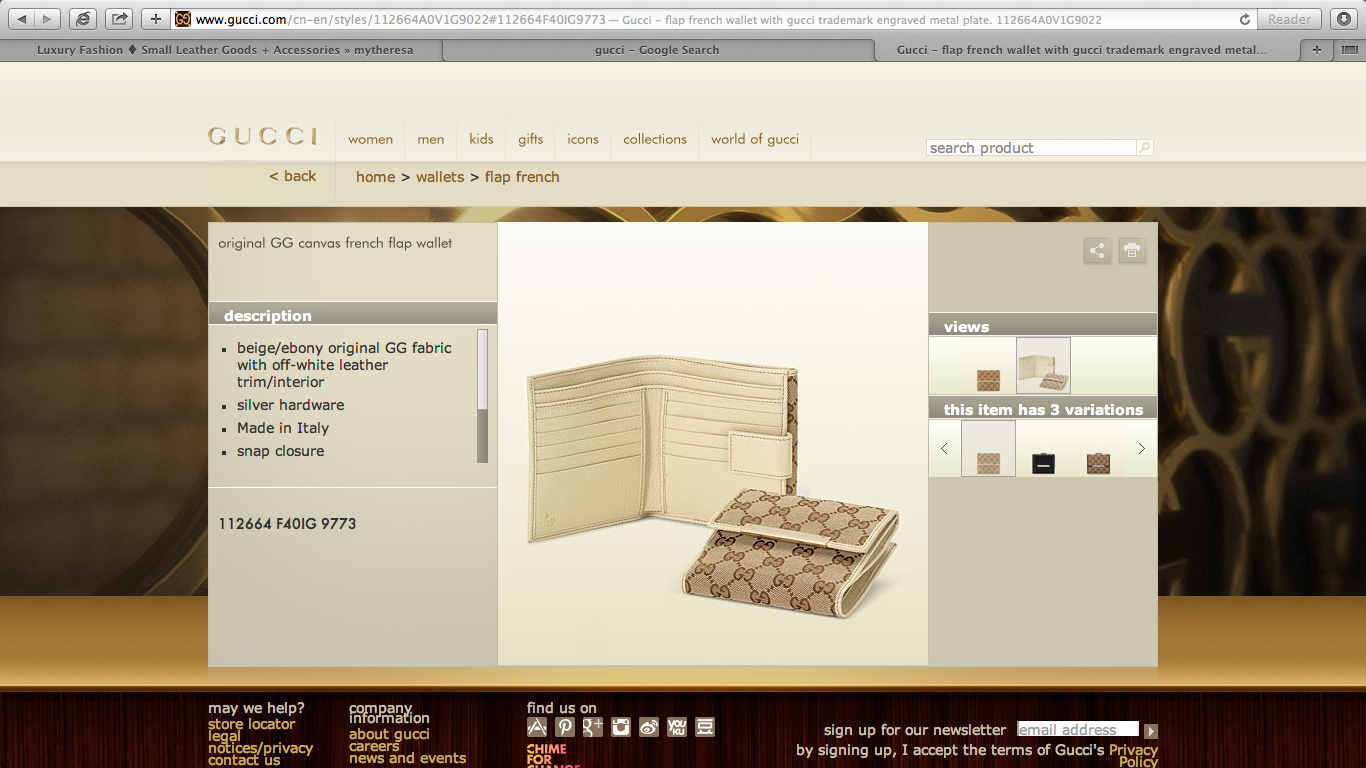 www.gucci.com/cn-en/styles/112664A0V1G9022#112664F40IG9773 — Gucci - flap french wallet with gucci trademark engraved metal plate. 112664A0V1G9022
Reader
Luxury Fashion ♦ Small Leather Goods + Accessories » mytheresa
gucci - Google Search
Gucci - flap french wallet with gucci trademark engraved metal...
GUCCI
women
men
kids
gifts
icons
collections
world of gucci
search product
< back
home > wallets > flap french
original GG canvas french flap wallet
description
beige/ebony original GG fabric
with off-white leather
trim/interior
silver hardware
Made in Italy
snap closure
112664 F40IG 9773
views
this item has 3 variations
may we help?
store locator
legal
notices/privacy
contact us
company
information
about gucci
careers
news and events
find us on
CHIME
FOR
CHANGE
sign up for our newsletter
email address
by signing up, I accept the terms of Gucci's Privacy
Policy